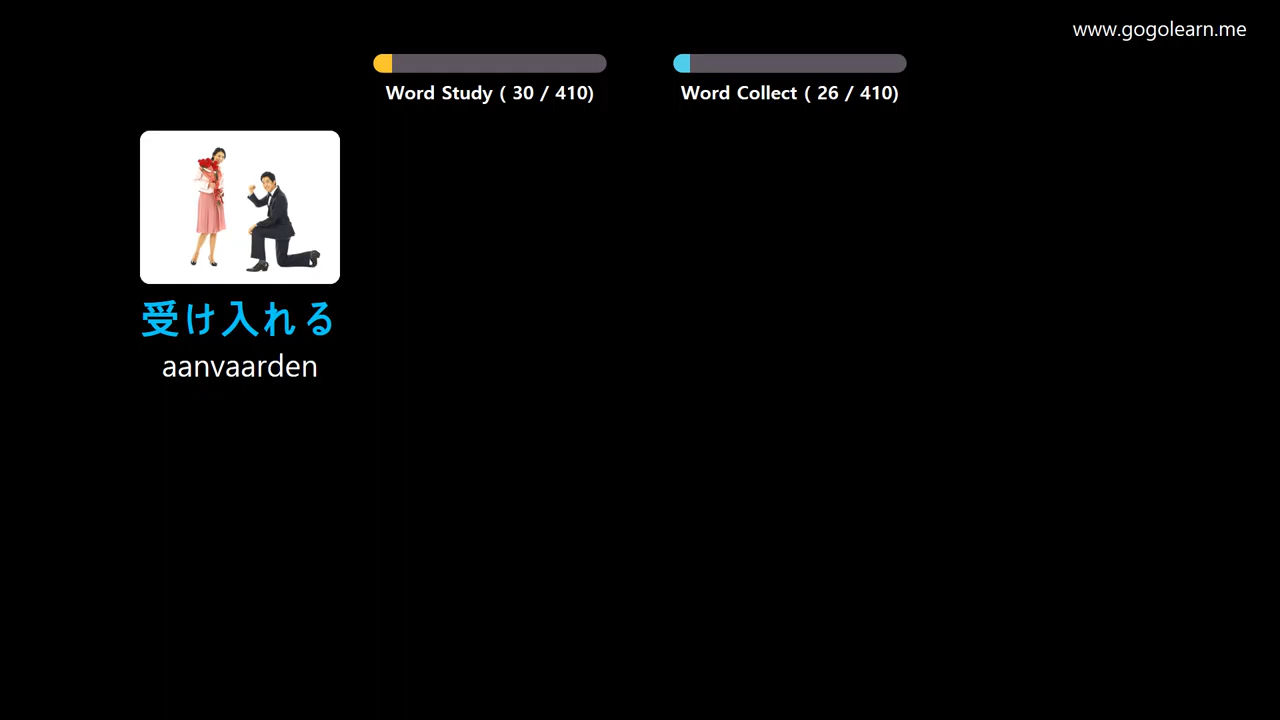 www.gogolearn.me
Word Study ( 30 / 410)
Word Collect ( 26 / 410)
受け入れる
aanvaarden